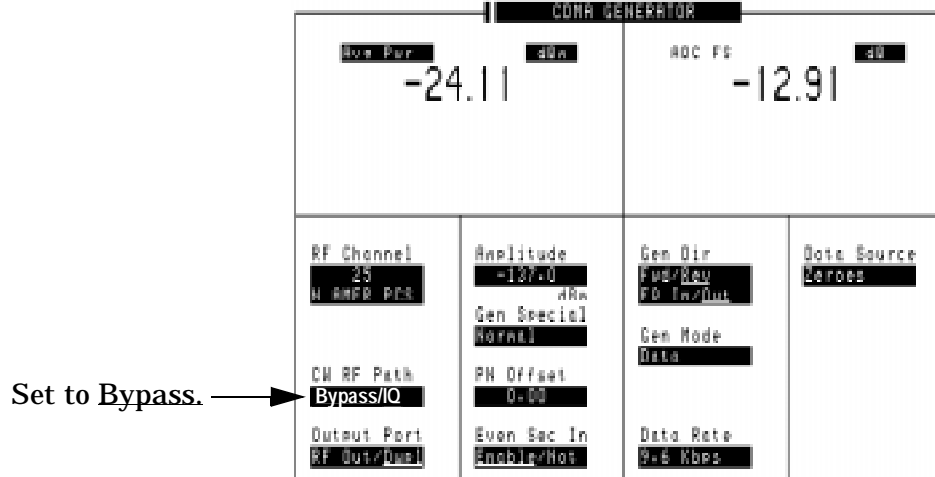 CDMA GENERATOR
Avg Pwr dBm
-24.11
ADC FS dB
-12.91
RF Channel
25
N AMER PCS
Amplitude
-137.0
dBm
Gen Special
Normal
Gen Dir
Fwd/Rev
FQ In/Out
Data Source
Zeroes
Gen Mode
Data
Set to Bypass.
CW RF Path
Bypass/IQ
PN Offset
0.00
Output Port
RF Out/Dupl
Even Sec In
Enable/Not
Data Rate
9.6 Kbps